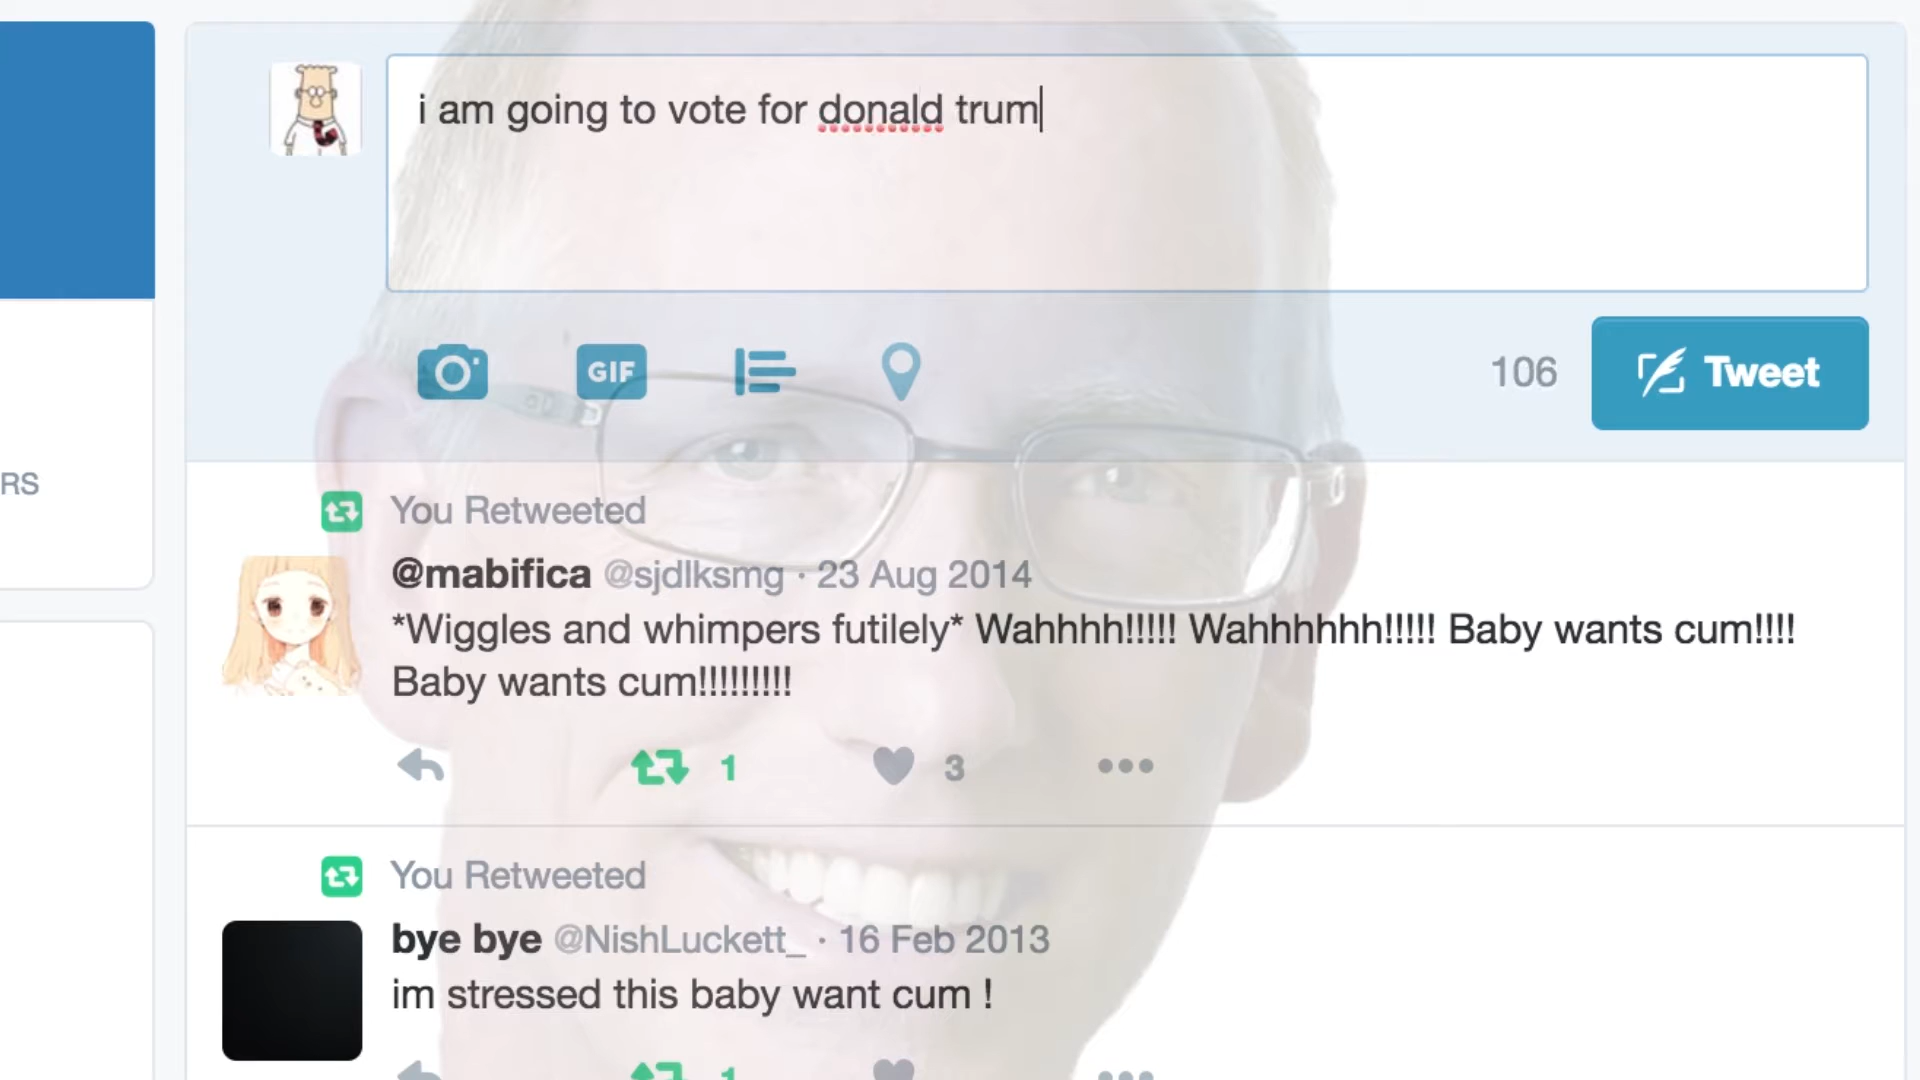 i am going to vote for donald trum
GIF
106
Tweet
RS
You Retweeted
@mabifica @sjdlksmg · 23 Aug 2014
*Wiggles and whimpers futilely* Wahhhh!!!!! Wahhhhhh!!!!! Baby wants cum!!!!
Baby wants cum!!!!!!!!!
1
3
You Retweeted
bye bye @NishLuckett_ · 16 Feb 2013
im stressed this baby want cum !
1